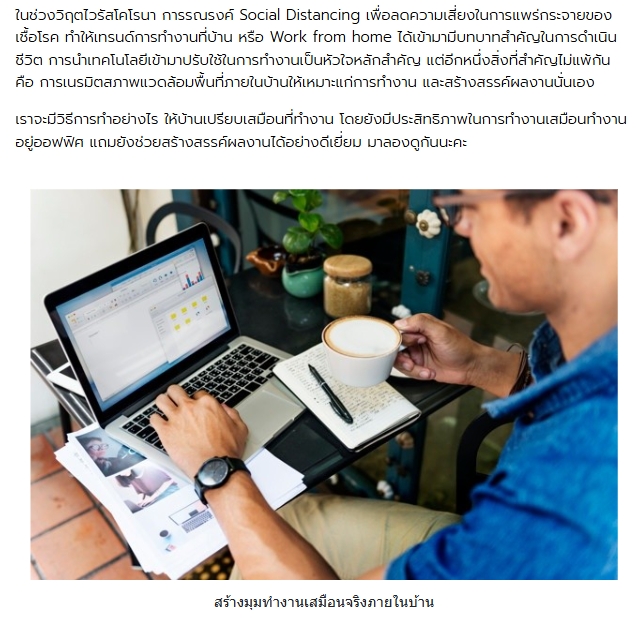 ในช่วงวิฤตไวรัสโคโรนา การรณรงค์ Social Distancing เพื่อลดความเสี่ยงในการแพร่กระจายของ
เชื้อโรค ทำให้เทรนด์การทำงานที่บ้าน หรือ Work from home ได้เข้ามามีบทบาทสำคัญในการดำเนิน
ชีวิต การนำเทคโนโลยีเข้ามาปรับใช้ในการทำงานเป็นหัวใจหลักสำคัญ แต่อีกหนึ่งสิ่งที่สำคัญไม่แพ้กัน
คือ การเนรมิตสภาพแวดล้อมพื้นที่ภายในบ้านให้เหมาะแก่การทำงาน และสร้างสรรค์ผลงานนั่นเอง
เราจะมีวิธีการทำอย่างไร ให้บ้านเปรียบเสมือนที่ทำงาน โดยยังมีประสิทธิภาพในการทำงานเสมือนทำงาน
อยู่ออฟฟิศ แถมยังช่วยสร้างสรรค์ผลงานได้อย่างดีเยี่ยม มาลองดูกันนะคะ
สร้างมุมทำงานเสมือนจริงภายในบ้าน